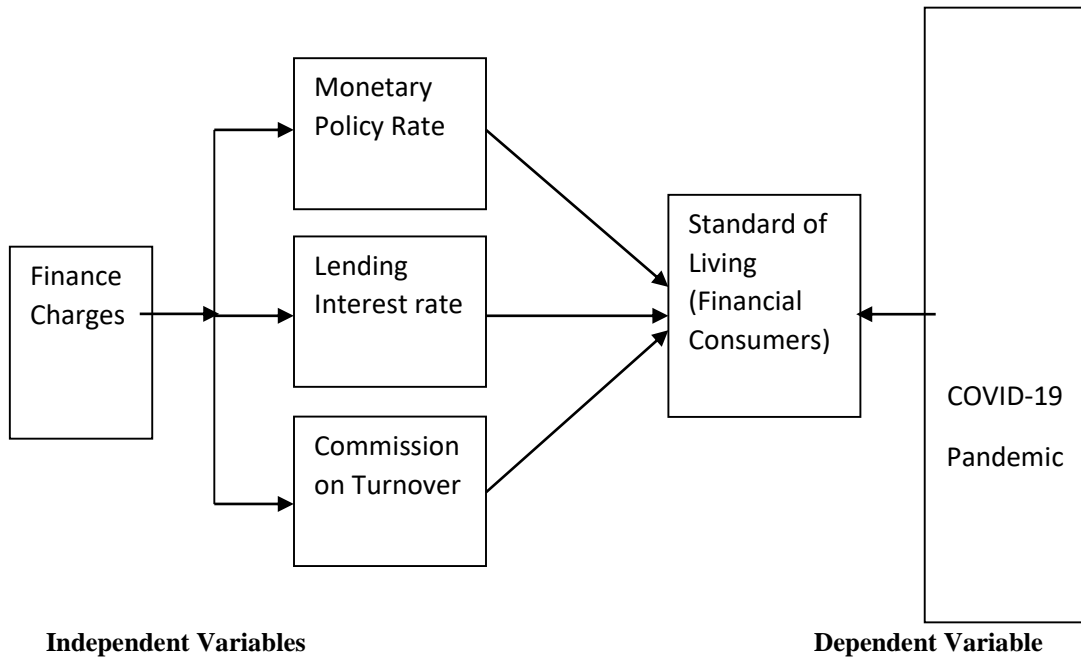 Monetary
Policy Rate
Finance
Charges
Lending
Interest rate
Commission
on Turnover
Standard of
Living
(Financial
Consumers)
COVID-19
Pandemic
Independent Variables
Dependent Variable